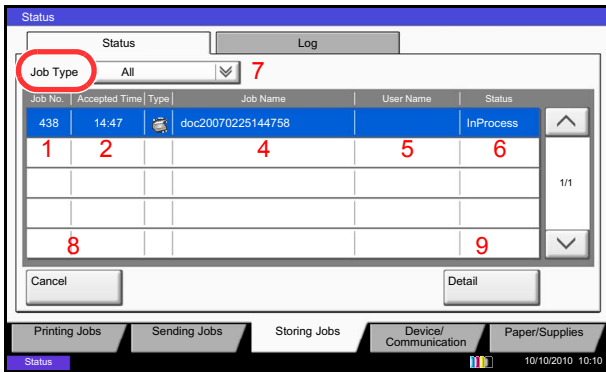 Status
Status Log
Job Type All 7
Job No. Accepted Time Type Job Name User Name Status
438 14:47 doc20070225144758 InProcess
1 2 4 5 6
1/1
8 9
Cancel Detail
Printing Jobs Sending Jobs Storing Jobs Device/ Communication Paper/Supplies
Status 10/10/2010 10:10